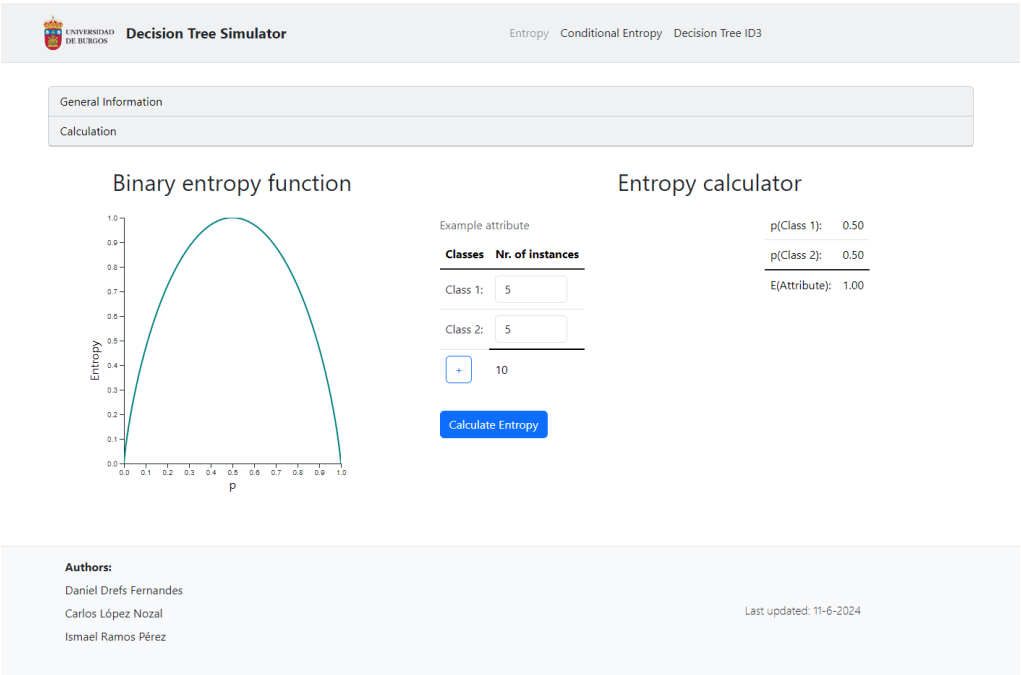 UNIVERSIDAD
DE BURGOS
Decision Tree Simulator
Entropy Conditional Entropy Decision Tree ID3
General Information
Calculation
Binary entropy function
1.0
0.9
0.8
0.7
0.6
0.5
0.4
0.3
0.2
0.1
0.0
Entropy
0.0 0.1 0.2 0.3 0.4 0.5 0.6 0.7 0.8 0.9 1.0
p
Entropy calculator
Example attribute
Classes Nr. of instances
Class 1: 5
Class 2: 5
+ 10
Calculate Entropy
p(Class 1): 0.50
p(Class 2): 0.50
E(Attribute): 1.00
Authors:
Daniel Drefs Fernandes
Carlos López Nozal
Ismael Ramos Pérez
Last updated: 11-6-2024